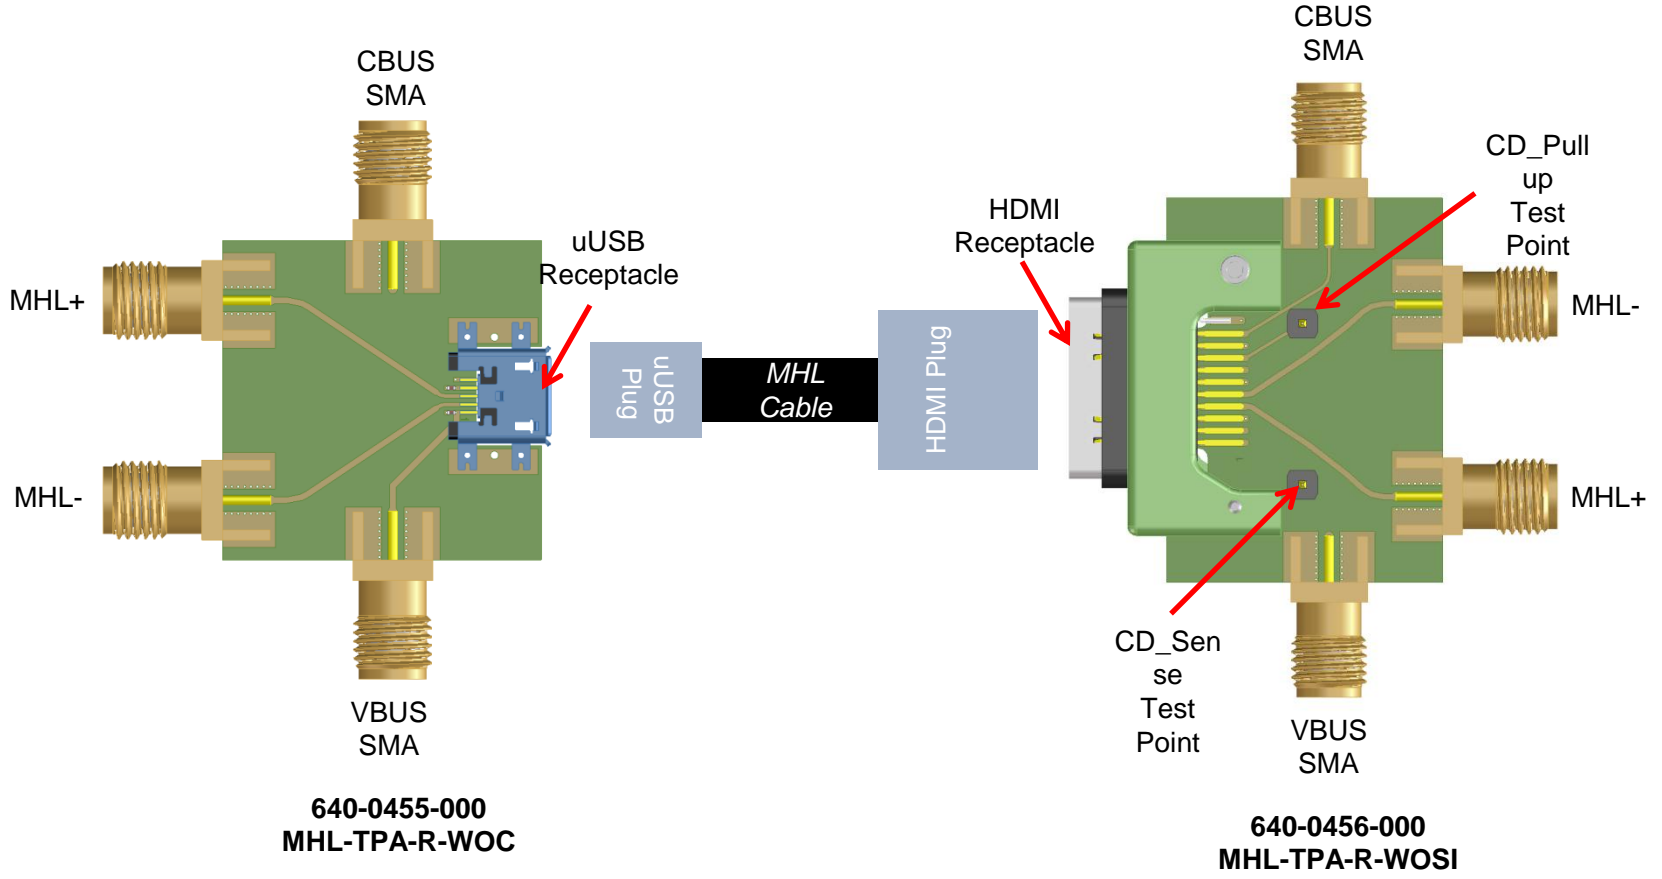 CBUS
SMA
MHL+
MHL-
uUSB
Receptacle
VBUS
SMA
640-0455-000
MHL-TPA-R-WOC
uUSB
Plug
MHL
Cable
HDMI Plug
HDMI
Receptacle
CBUS
SMA
CD_Pull
up
Test
Point
MHL-
MHL+
CD_Sen
se
Test
Point
VBUS
SMA
640-0456-000
MHL-TPA-R-WOSI